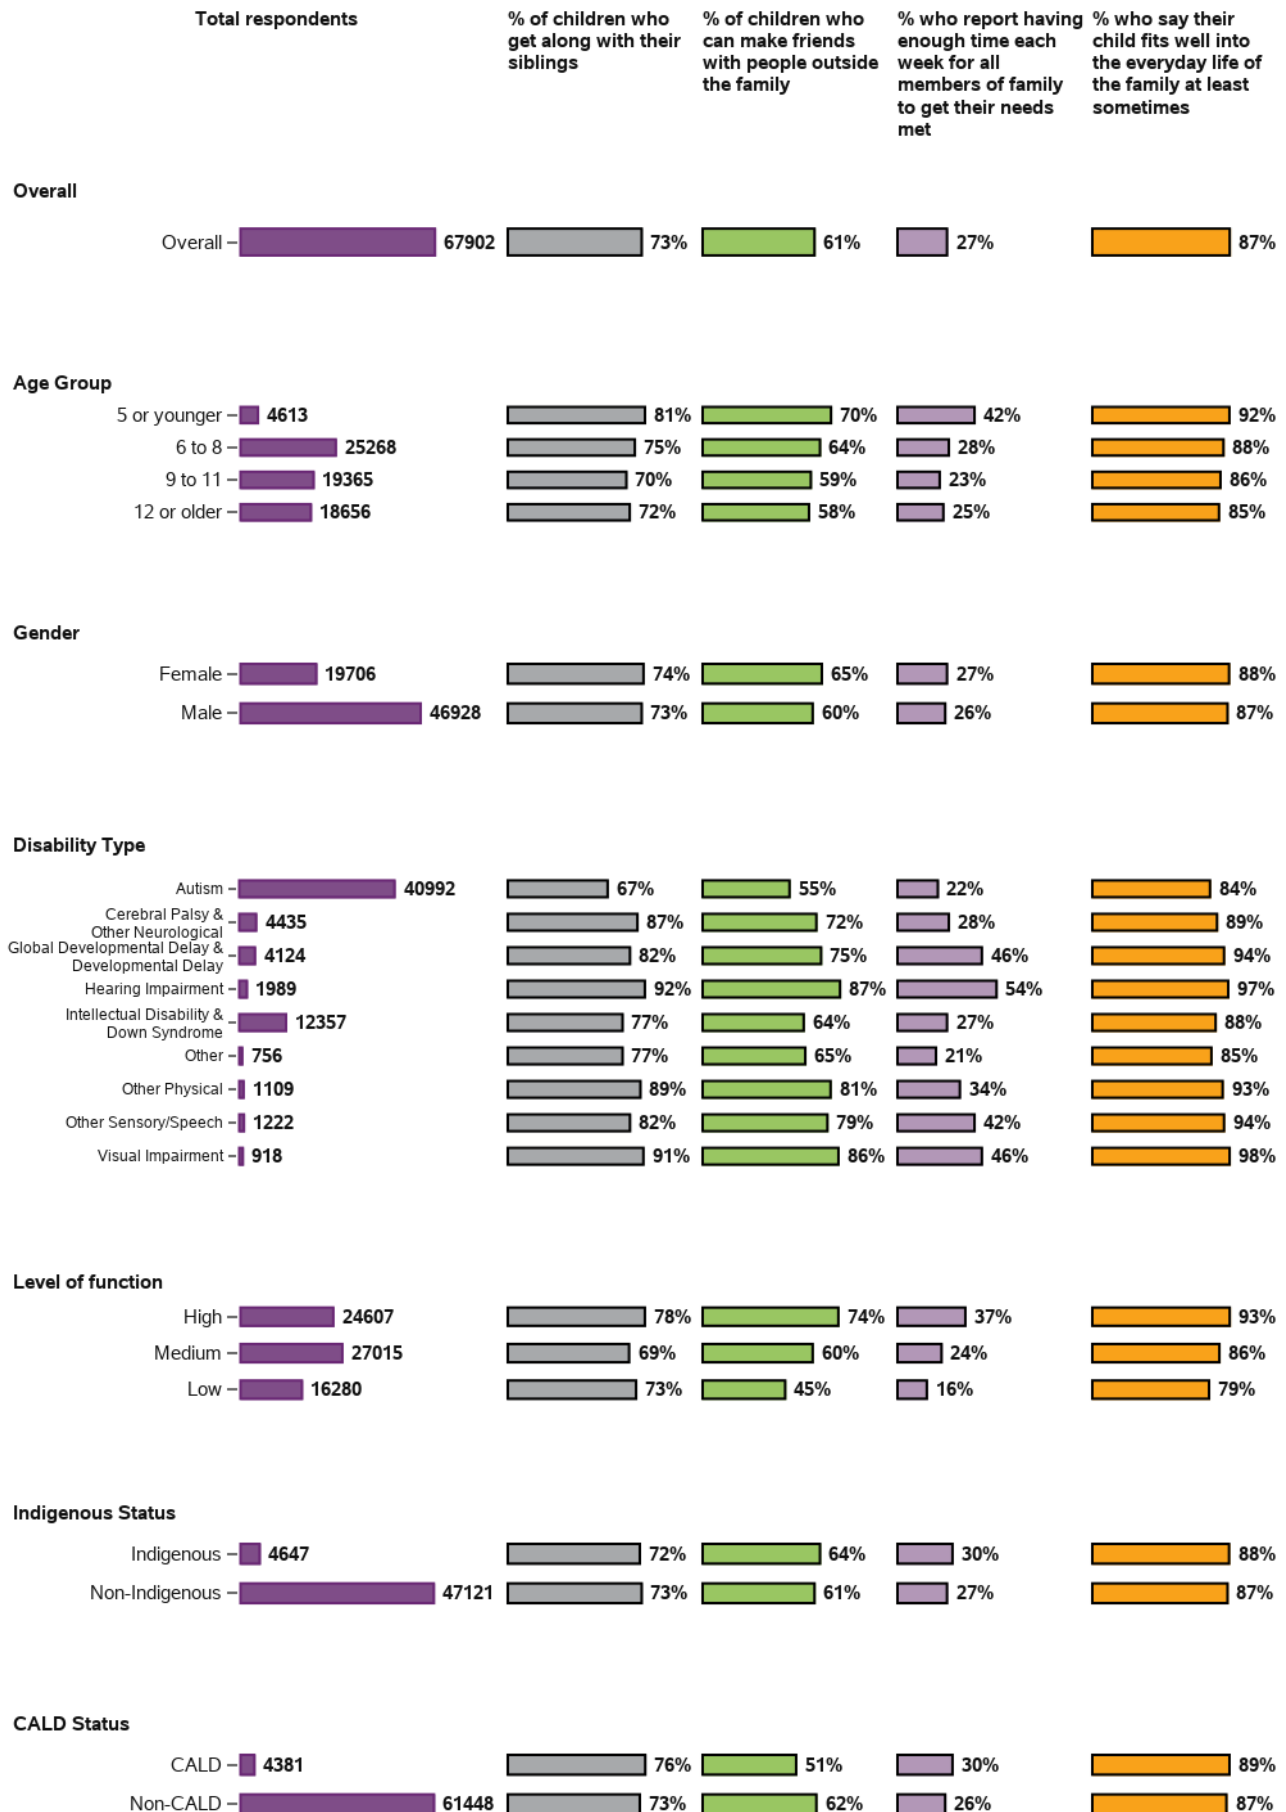 Total respondents
% of children who
get along with their
siblings
% of children who
can make friends
with people outside
the family
% who report having
enough time each
week for all
members of family
to get their needs
met
% who say their
child fits well into
the everyday life of
the family at least
sometimes
Overall
Overall 67902 73% 61% 27% 87%
Age Group
5 or younger 4613 81% 70% 42% 92%
6 to 8 25268 75% 64% 28% 88%
9 to 11 19365 70% 59% 23% 86%
12 or older 18656 72% 58% 25% 85%
Gender
Female 19706 74% 65% 27% 88%
Male 46928 73% 60% 26% 87%
Disability Type
Autism 40992 67% 55% 22% 84%
Cerebral Palsy &
Other Neurological 4435 87% 72% 28% 89%
Global Developmental Delay &
Developmental Delay 4124 82% 75% 46% 94%
Hearing Impairment 1989 92% 87% 54% 97%
Intellectual Disability &
Down Syndrome 12357 77% 64% 27% 88%
Other 756 77% 65% 21% 85%
Other Physical 1109 89% 81% 34% 93%
Other Sensory/Speech 1222 82% 79% 42% 94%
Visual Impairment 918 91% 86% 46% 98%
Level of function
High 24607 78% 74% 37% 93%
Medium 27015 69% 60% 24% 86%
Low 16280 73% 45% 16% 79%
Indigenous Status
Indigenous 4647 72% 64% 30% 88%
Non-Indigenous 47121 73% 61% 27% 87%
CALD Status
CALD 4381 76% 51% 30% 89%
Non-CALD 61448 73% 62% 26% 87%